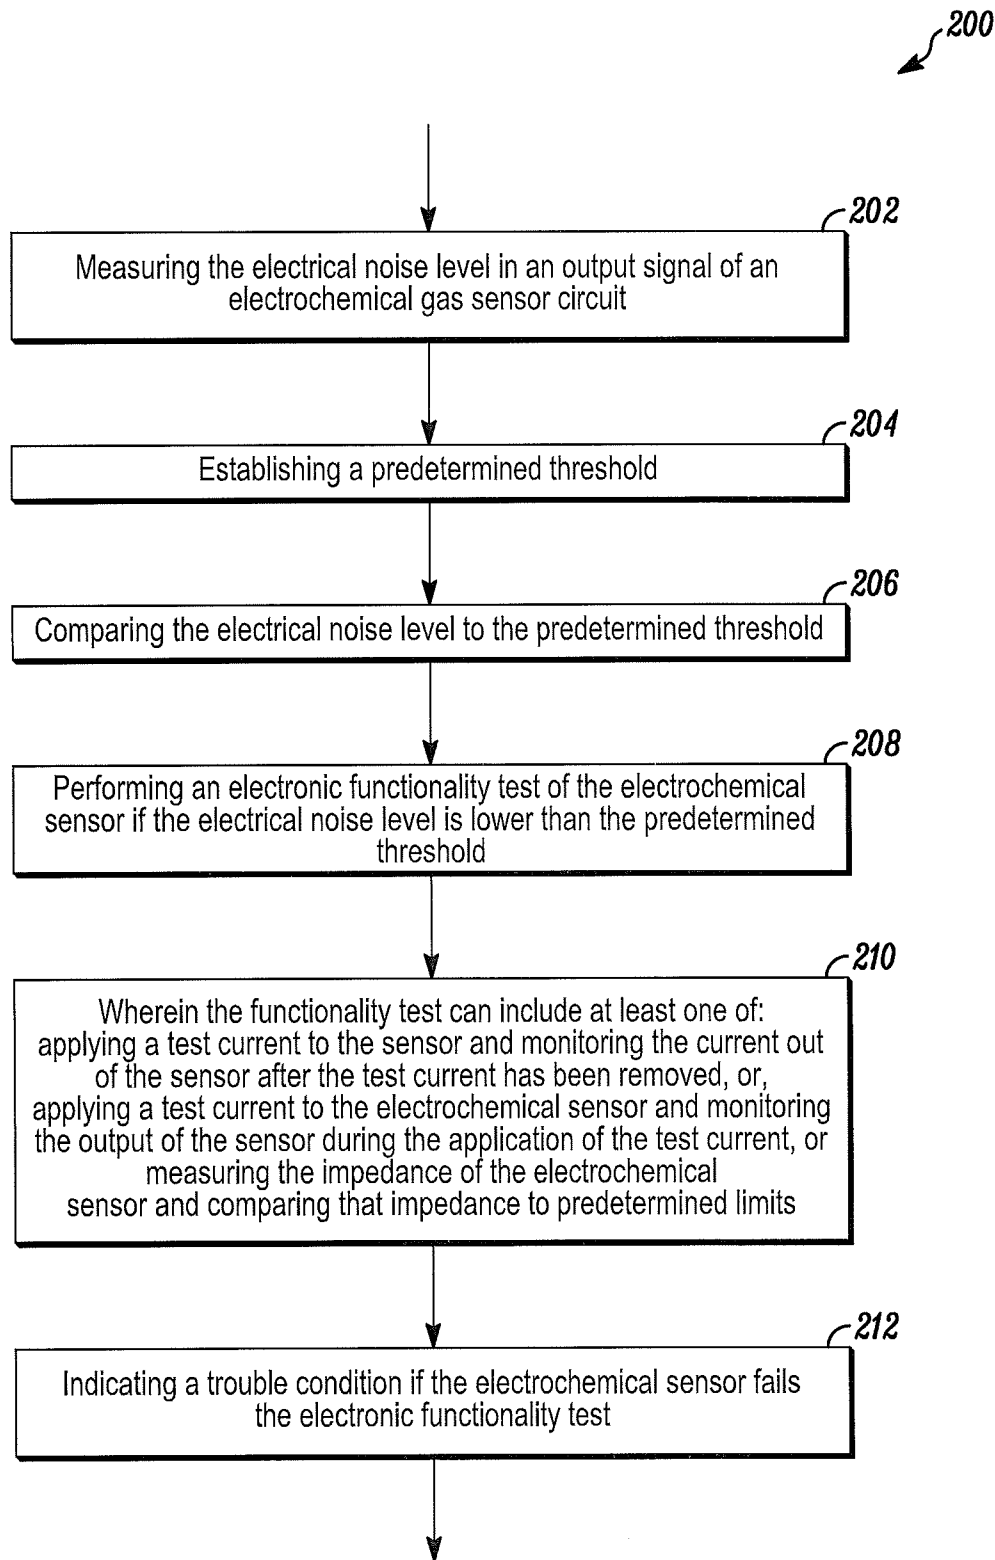 200
202
Measuring the electrical noise level in an output signal of an
electrochemical gas sensor circuit
204
Establishing a predetermined threshold
206
Comparing the electrical noise level to the predetermined threshold
208
Performing an electronic functionality test of the electrochemical
sensor if the electrical noise level is lower than the predetermined
threshold
210
Wherein the functionality test can include at least one of:
applying a test current to the sensor and monitoring the current out
of the sensor after the test current has been removed, or,
applying a test current to the electrochemical sensor and monitoring
the output of the sensor during the application of the test current, or
measuring the impedance of the electrochemical
sensor and comparing that impedance to predetermined limits
212
Indicating a trouble condition if the electrochemical sensor fails
the electronic functionality test